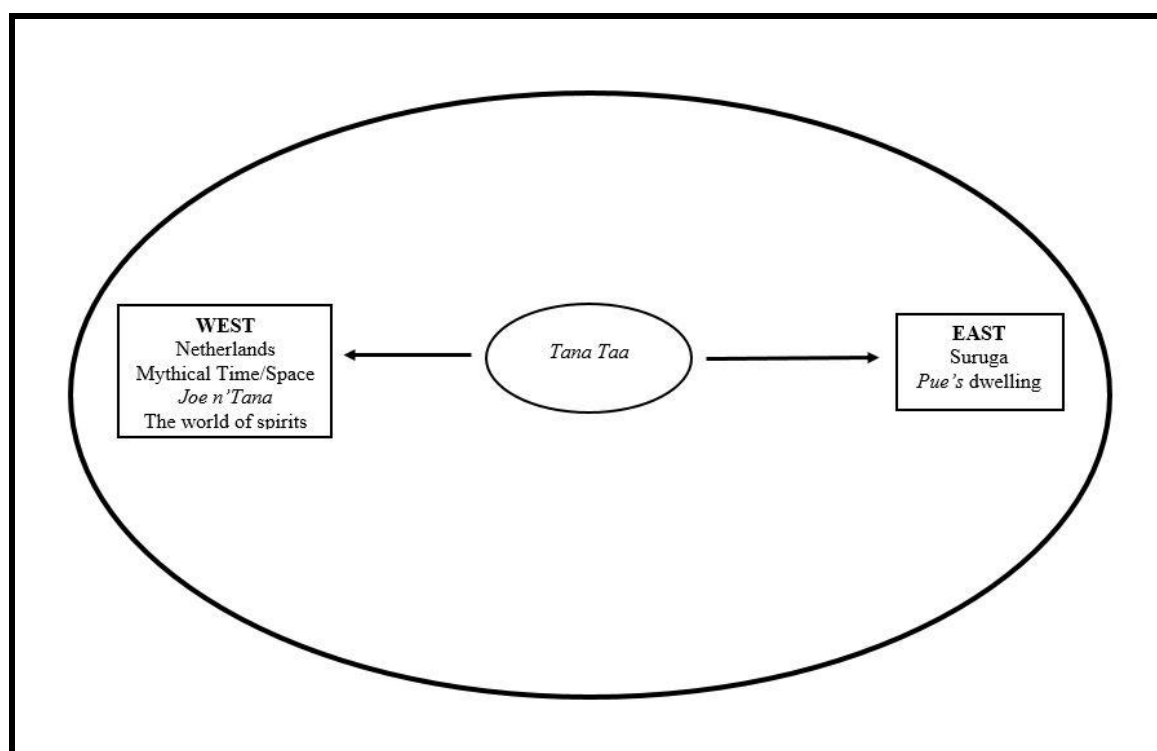 WEST
Netherlands
Mythical Time/Space
Joe n'Tana
The world of spirits
Tana Taa
EAST
Suruga
Pue's dwelling